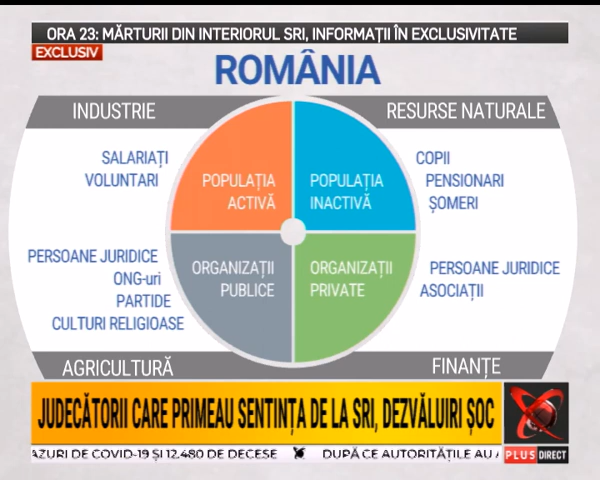 ORA 23: MĂRTURII DIN INTERIORUL SRI, INFORMAȚII ÎN EXCLUSIVITATE
EXCLUSIV
ROMÂNIA
INDUSTRIE
RESURSE NATURALE
SALARIAȚI
VOLUNTARI
POPULAȚIA
ACTIVĂ
POPULAȚIA
INACTIVĂ
COPII
PENSIONARI
ȘOMERI
PERSOANE JURIDICE
ONG-uri
PARTIDE
CULTURI RELIGIOASE
ORGANIZAȚII
PUBLICE
ORGANIZAȚII
PRIVATE
PERSOANE JURIDICE
ASOCIAȚII
AGRICULTURĂ
FINANȚE
JUDECĂTORII CARE PRIMEAU SENTINȚA DE LA SRI, DEZVĂLUIRI ȘOC
PLUS DIRECT
AZURI DE COVID-19 ȘI 12.480 DE DECESE DUPĂ CE AUTORITĂȚILE AU